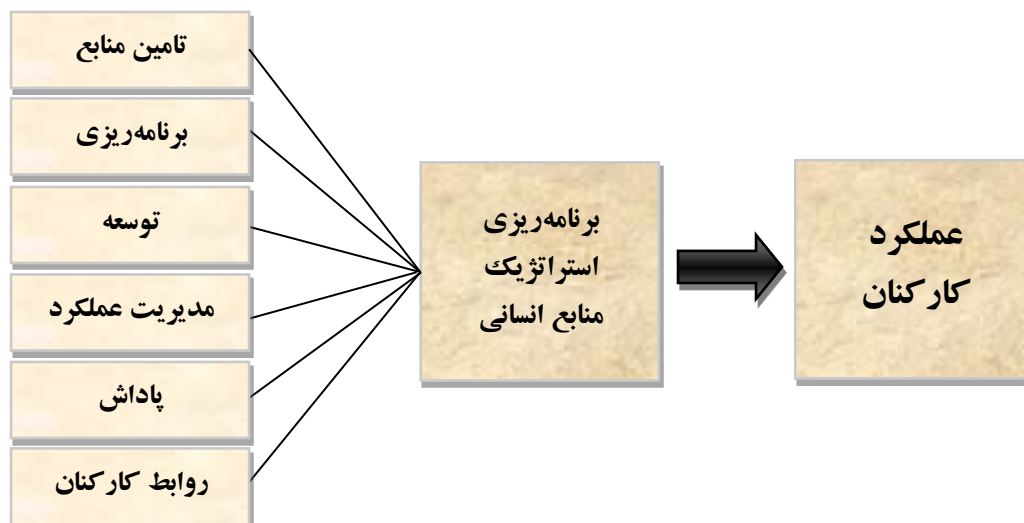 تامین منابع
برنامه‌ریزی
توسعه
مدیریت عملکرد
پاداش
روابط کارکنان
برنامه‌ریزی
استراتژیک
منابع انسانی
عملکرد
کارکنان